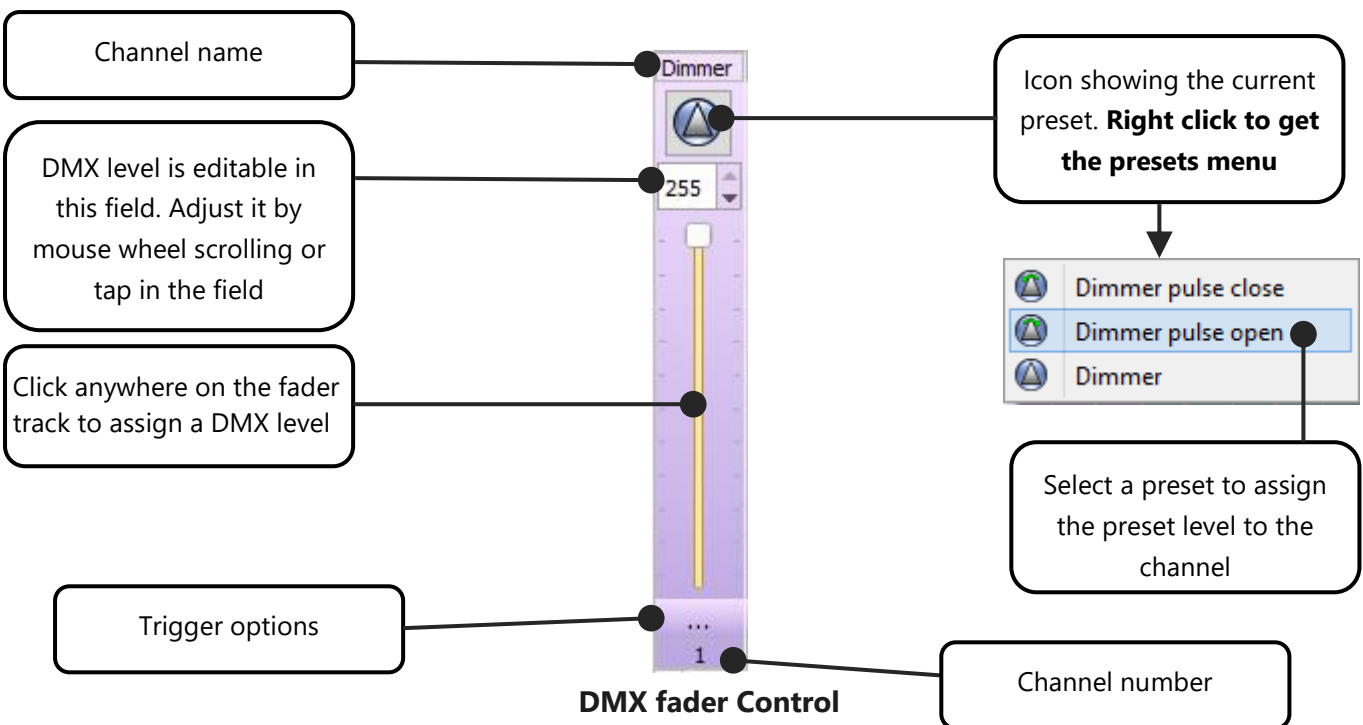 Channel name
DMX level is editable in
this field. Adjust it by
mouse wheel scrolling or
tap in the field
Click anywhere on the fader
track to assign a DMX level
Trigger options
Dimmer
255
...
1
DMX fader Control
Icon showing the current
preset. Right click to get
the presets menu
Dimmer pulse close
Dimmer pulse open
Dimmer
Select a preset to assign
the preset level to the
channel
Channel number